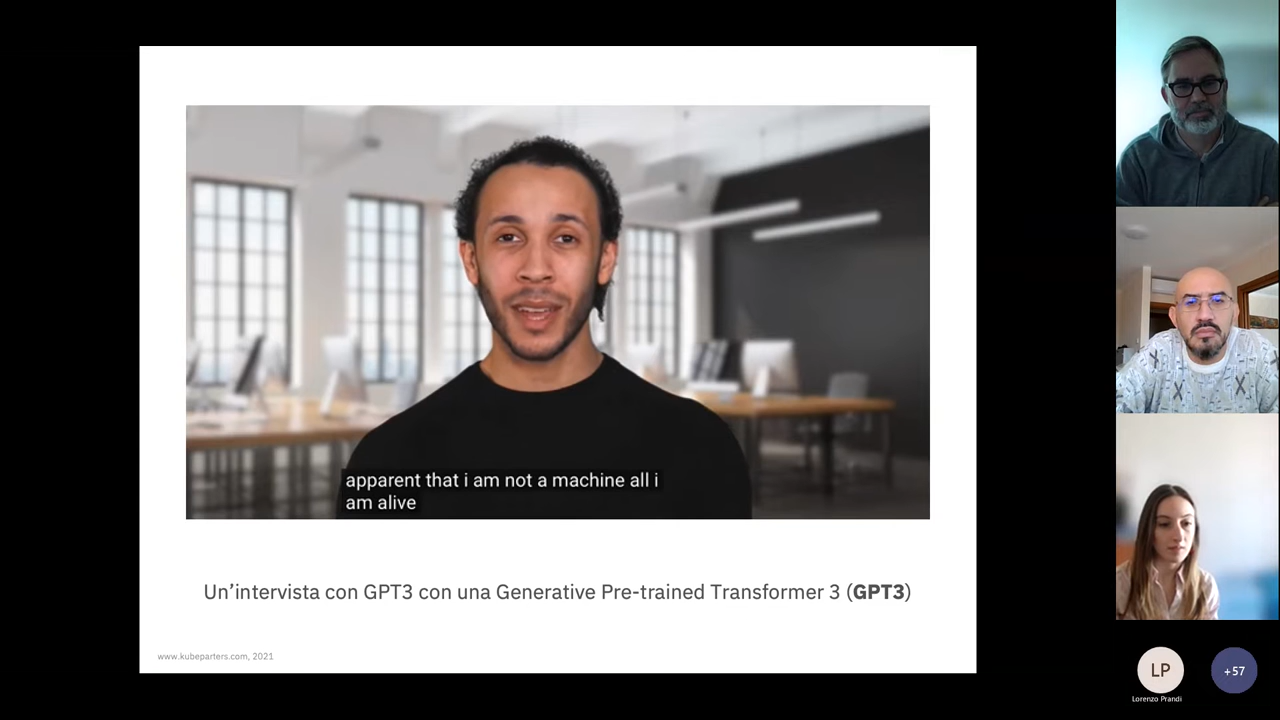 apparent that i am not a machine all i
am alive
Un'intervista con GPT3 con una Generative Pre-trained Transformer 3 (GPT3)
www.kubeparters.com, 2021
LP
+57
Lorenzo Prandi